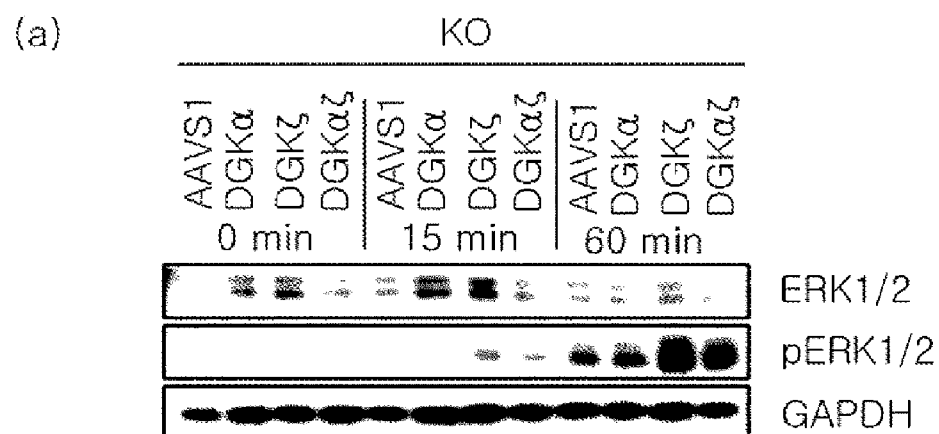 (a)
KO
AAVS1 DGKα DGKζ DGKαζ AAVS1 DGKα DGKζ DGKαζ AAVS1 DGKα DGKζ DGKαζ
0 min 15 min 60 min
ERK1/2
pERK1/2
GAPDH